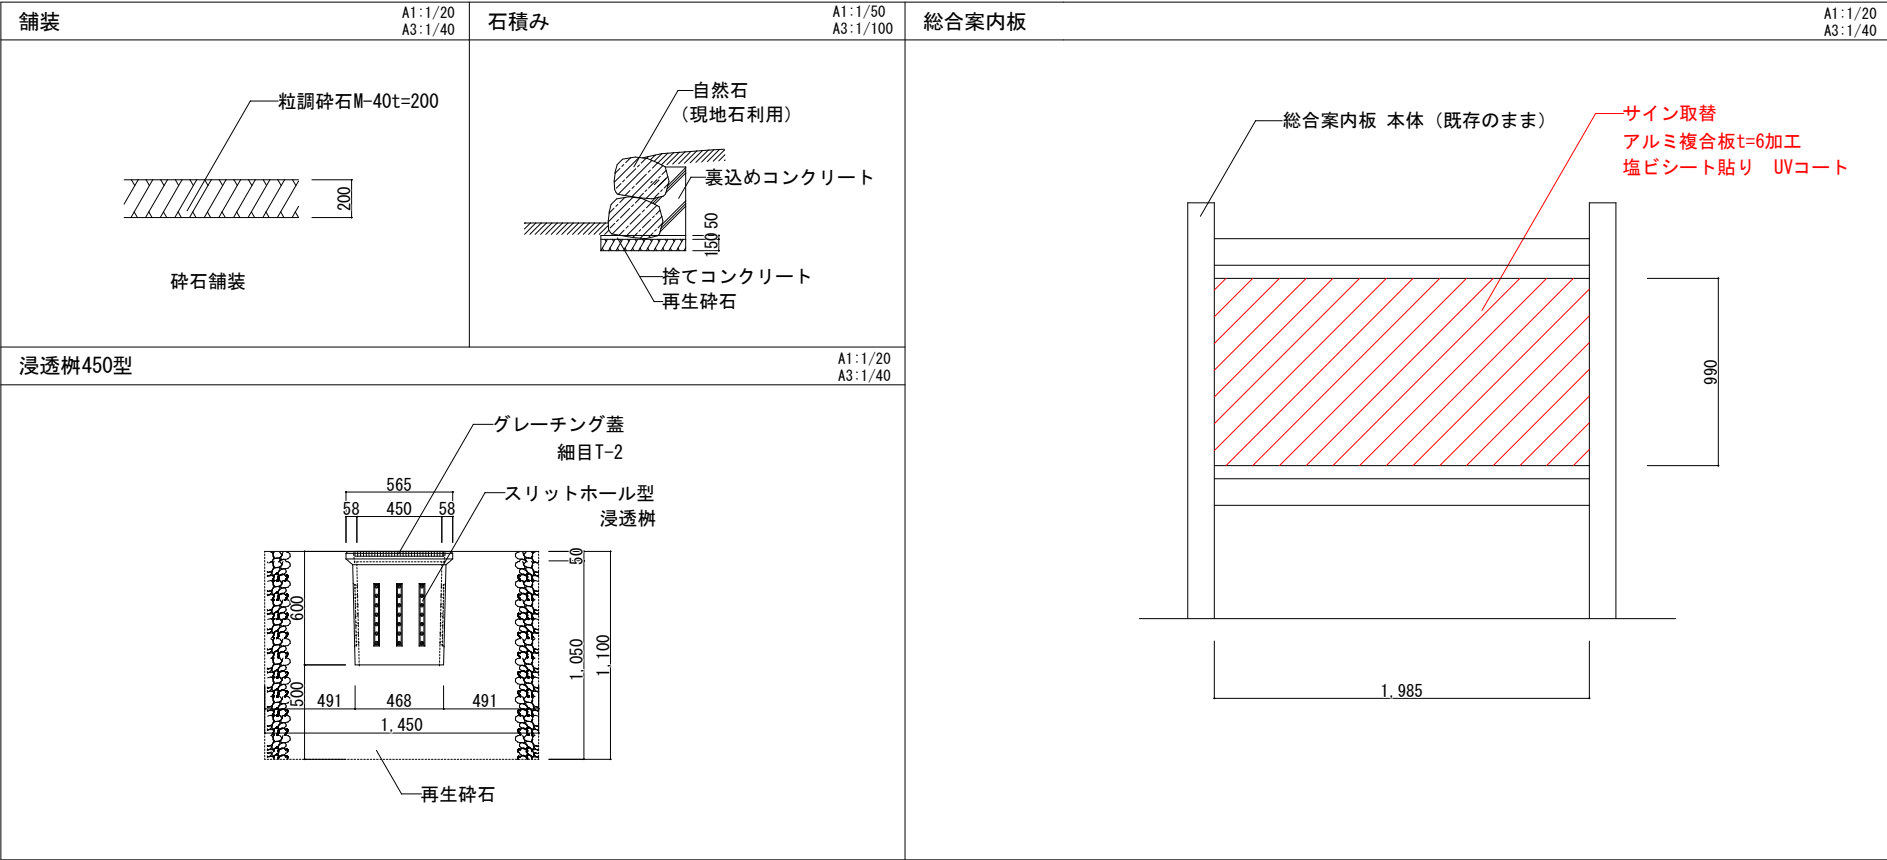 舗装
A1:1/20
A3:1/40
粒調砕石M-40t=200
200
砕石舗装
石積み
A1:1/50
A3:1/100
自然石
(現地石利用)
裏込めコンクリート
150 50
捨てコンクリート
再生砕石
浸透桝450型
A1:1/20
A3:1/40
グレーチング蓋
細目T-2
スリットホール型
浸透桝
565
58 450 58
50
600
500
1,050
1,100
491 468 491
1,450
再生砕石
総合案内板
A1:1/20
A3:1/40
総合案内板 本体（既存のまま）
サイン取替
アルミ複合板t=6加工
塩ビシート貼り　UVコート
990
1,985